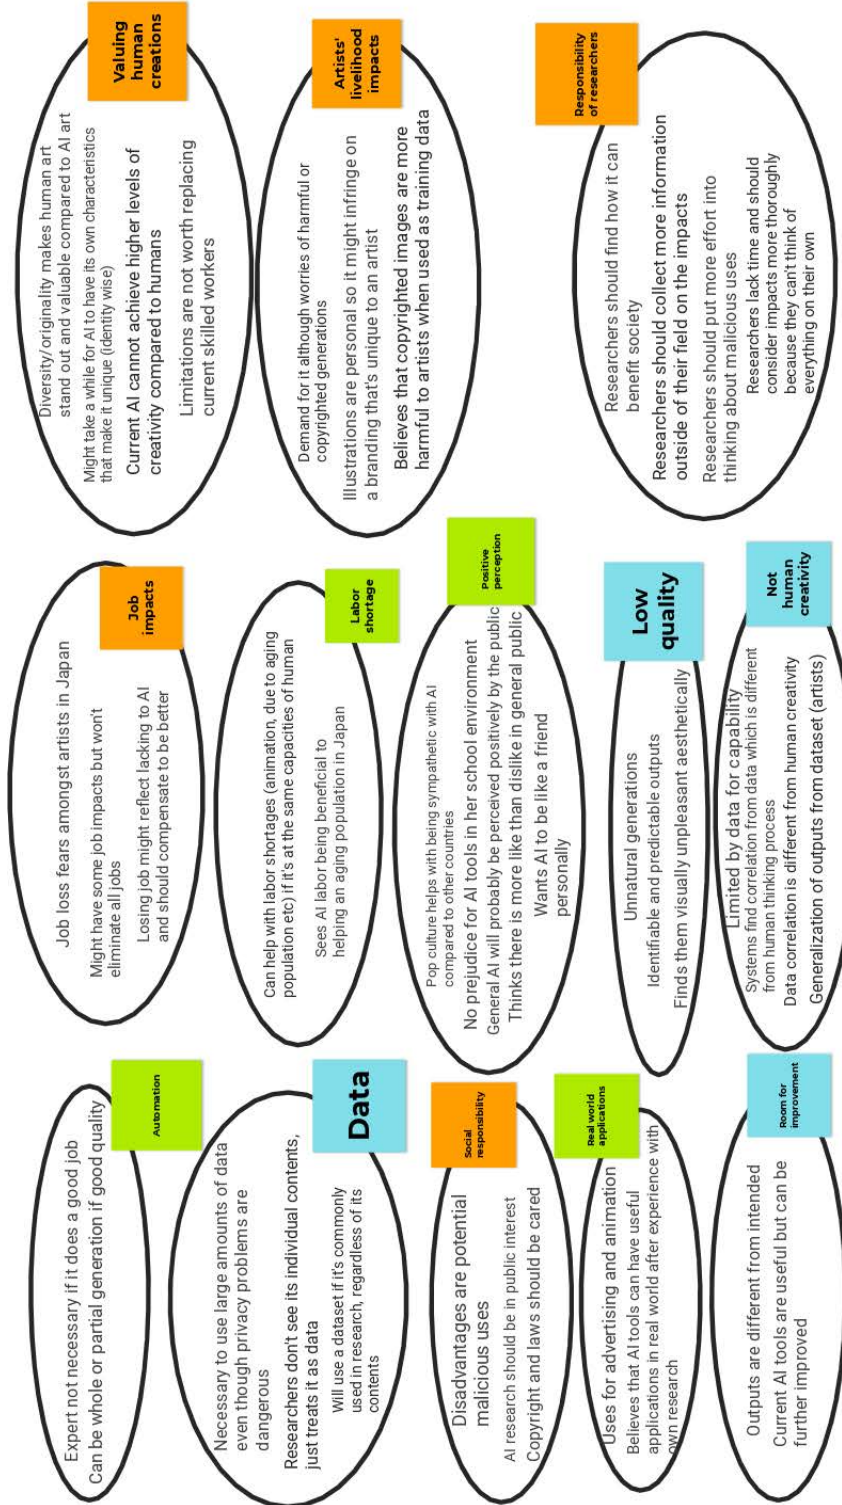 Expert not necessary if it does a good job
Can be whole or partial generation if good quality
Automation
Necessary to use large amounts of data
even though privacy problems are
dangerous
Researchers don't see its individual contents,
just treats it as data
Will use a dataset if it's commonly
used in research, regardless of its
contents
Data
Disadvantages are potential
malicious uses
AI research should be in public interest
Copyright and laws should be cared
Social
responsibility
Uses for advertising and animation
Believes that AI tools can have useful
applications in real world after experience with
own research
Real world
applications
Outputs are different from intended
Current AI tools are useful but can be
further improved
Room for
improvement
Job loss fears amongst artists in Japan
Might have some job impacts but won't
eliminate all jobs
Losing job might reflect lacking to AI
and should compensate to be better
Job
impacts
Can help with labor shortages (animation, due to aging
population etc) if it's at the same capacities of human
Sees AI labor being beneficial to
helping an aging population in Japan
Labor
shortage
Pop culture helps with being sympathetic with AI
compared to other countries
No prejudice for AI tools in her school environment
General AI will probably be perceived positively by the public
Thinks there is more like than dislike in general public
Wants AI to be like a friend
personally
Positive
perception
Unnatural generations
Identifiable and predictable outputs
Finds them visually unpleasant aesthetically
Low
quality
Limited by data for capability
Systems find correlation from data which is different
from human thinking process
Data correlation is different from human creativity
Generalization of outputs from dataset (artists)
Not
human
creativity
Diversity/originality makes human art
stand out and valuable compared to AI art
Might take a while for AI to have its own characteristics
that make it unique (identity wise)
Current AI cannot achieve higher levels of
creativity compared to humans
Limitations are not worth replacing
current skilled workers
Valuing
human
creations
Demand for it although worries of harmful or
copyrighted generations
Illustrations are personal so it might infringe on
a branding that's unique to an artist
Believes that copyrighted images are more
harmful to artists when used as training data
Artists'
livelihood
impacts
Researchers should find how it can
benefit society
Researchers should collect more information
outside of their field on the impacts
Researchers should put more effort into
thinking about malicious uses
Researchers lack time and should
consider impacts more thoroughly
because they can't think of
everything on their own
Responsibility
of researchers